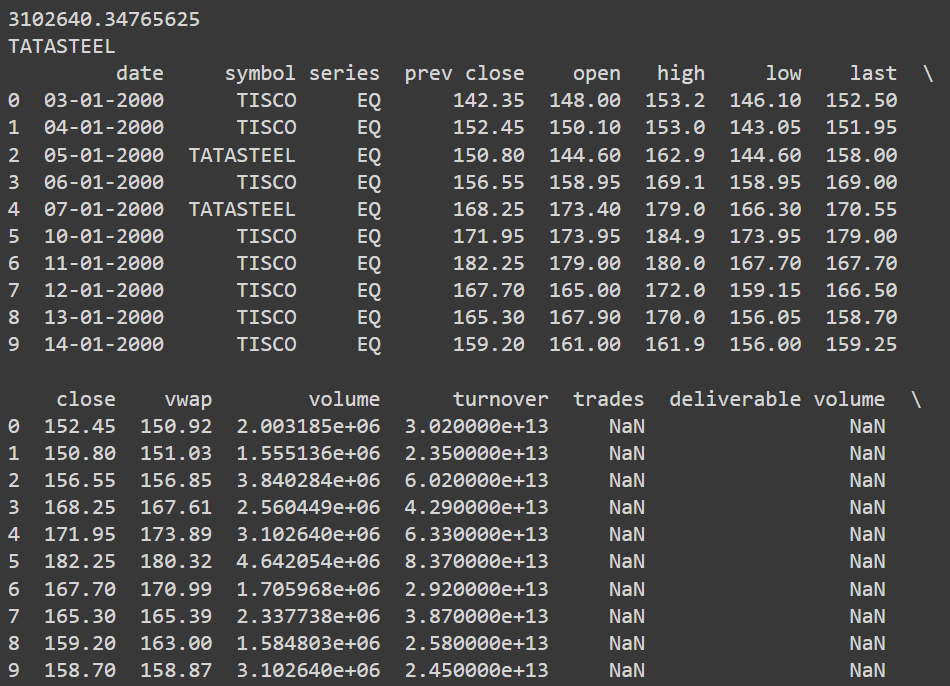 3102640.34765625
TATASTEEL
date symbol series prev close open high low last \
0 03-01-2000 TISCO EQ 142.35 148.00 153.2 146.10 152.50
1 04-01-2000 TISCO EQ 152.45 150.10 153.0 143.05 151.95
2 05-01-2000 TATASTEEL EQ 150.80 144.60 162.9 144.60 158.00
3 06-01-2000 TISCO EQ 156.55 158.95 169.1 158.95 169.00
4 07-01-2000 TATASTEEL EQ 168.25 173.40 179.0 166.30 170.55
5 10-01-2000 TISCO EQ 171.95 173.95 184.9 173.95 179.00
6 11-01-2000 TISCO EQ 182.25 179.00 180.0 167.70 167.70
7 12-01-2000 TISCO EQ 167.70 165.00 172.0 159.15 166.50
8 13-01-2000 TISCO EQ 165.30 167.90 170.0 156.05 158.70
9 14-01-2000 TISCO EQ 159.20 161.00 161.9 156.00 159.25
close vwap volume turnover trades deliverable volume \
0 152.45 150.92 2.003185e+06 3.020000e+13 NaN NaN
1 150.80 151.03 1.555136e+06 2.350000e+13 NaN NaN
2 156.55 156.85 3.840284e+06 6.020000e+13 NaN NaN
3 168.25 167.61 2.560449e+06 4.290000e+13 NaN NaN
4 171.95 173.89 3.102640e+06 6.330000e+13 NaN NaN
5 182.25 180.32 4.642054e+06 8.370000e+13 NaN NaN
6 167.70 170.99 1.705968e+06 2.920000e+13 NaN NaN
7 165.30 165.39 2.337738e+06 3.870000e+13 NaN NaN
8 159.20 163.00 1.584803e+06 2.580000e+13 NaN NaN
9 158.70 158.87 3.102640e+06 2.450000e+13 NaN NaN